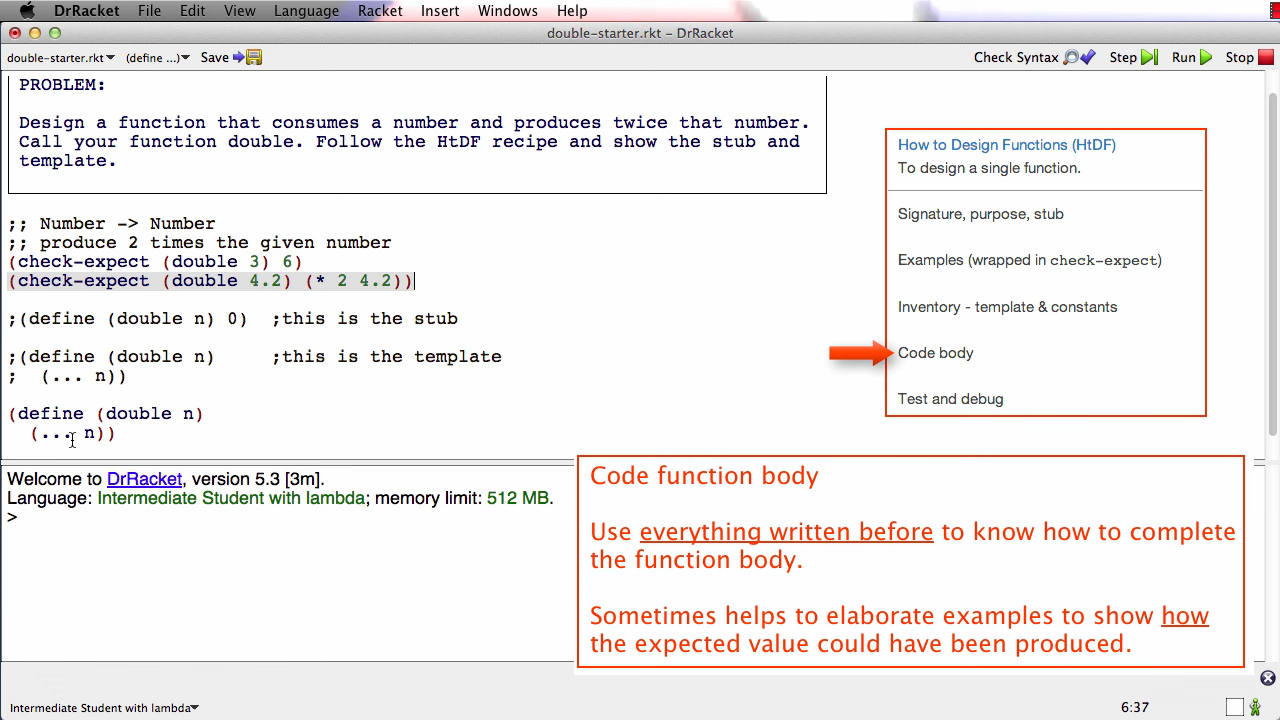 DrRacket File Edit View Language Racket Insert Windows Help
double-starter.rkt – DrRacket
double-starter.rkt (define ...) Save Check Syntax Step Run Stop
PROBLEM:
Design a function that consumes a number and produces twice that number.
Call your function double. Follow the HtDF recipe and show the stub and
template.
;; Number -> Number
;; produce 2 times the given number
(check-expect (double 3) 6)
(check-expect (double 4.2) (* 2 4.2))
;(define (double n) 0) ;this is the stub
;(define (double n) ;this is the template
; (... n))
(define (double n)
(... n))
How to Design Functions (HtDF)
To design a single function.
Signature, purpose, stub
Examples (wrapped in check-expect)
Inventory - template & constants
Code body
Test and debug
Welcome to DrRacket, version 5.3 [3m].
Language: Intermediate Student with lambda; memory limit: 512 MB.
>
Code function body
Use everything written before to know how to complete
the function body.
Sometimes helps to elaborate examples to show how
the expected value could have been produced.
Intermediate Student with lambda 6:37